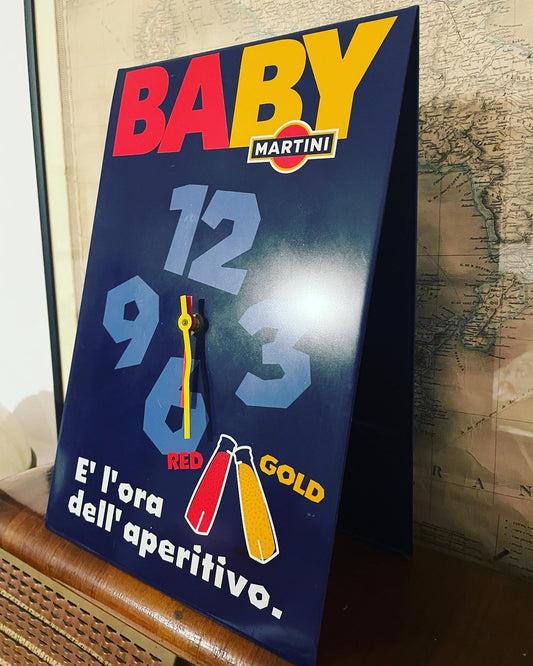 BABY
MARTINI
12
9 3
6
RED GOLD
E' l'ora
dell'aperitivo.
R A N